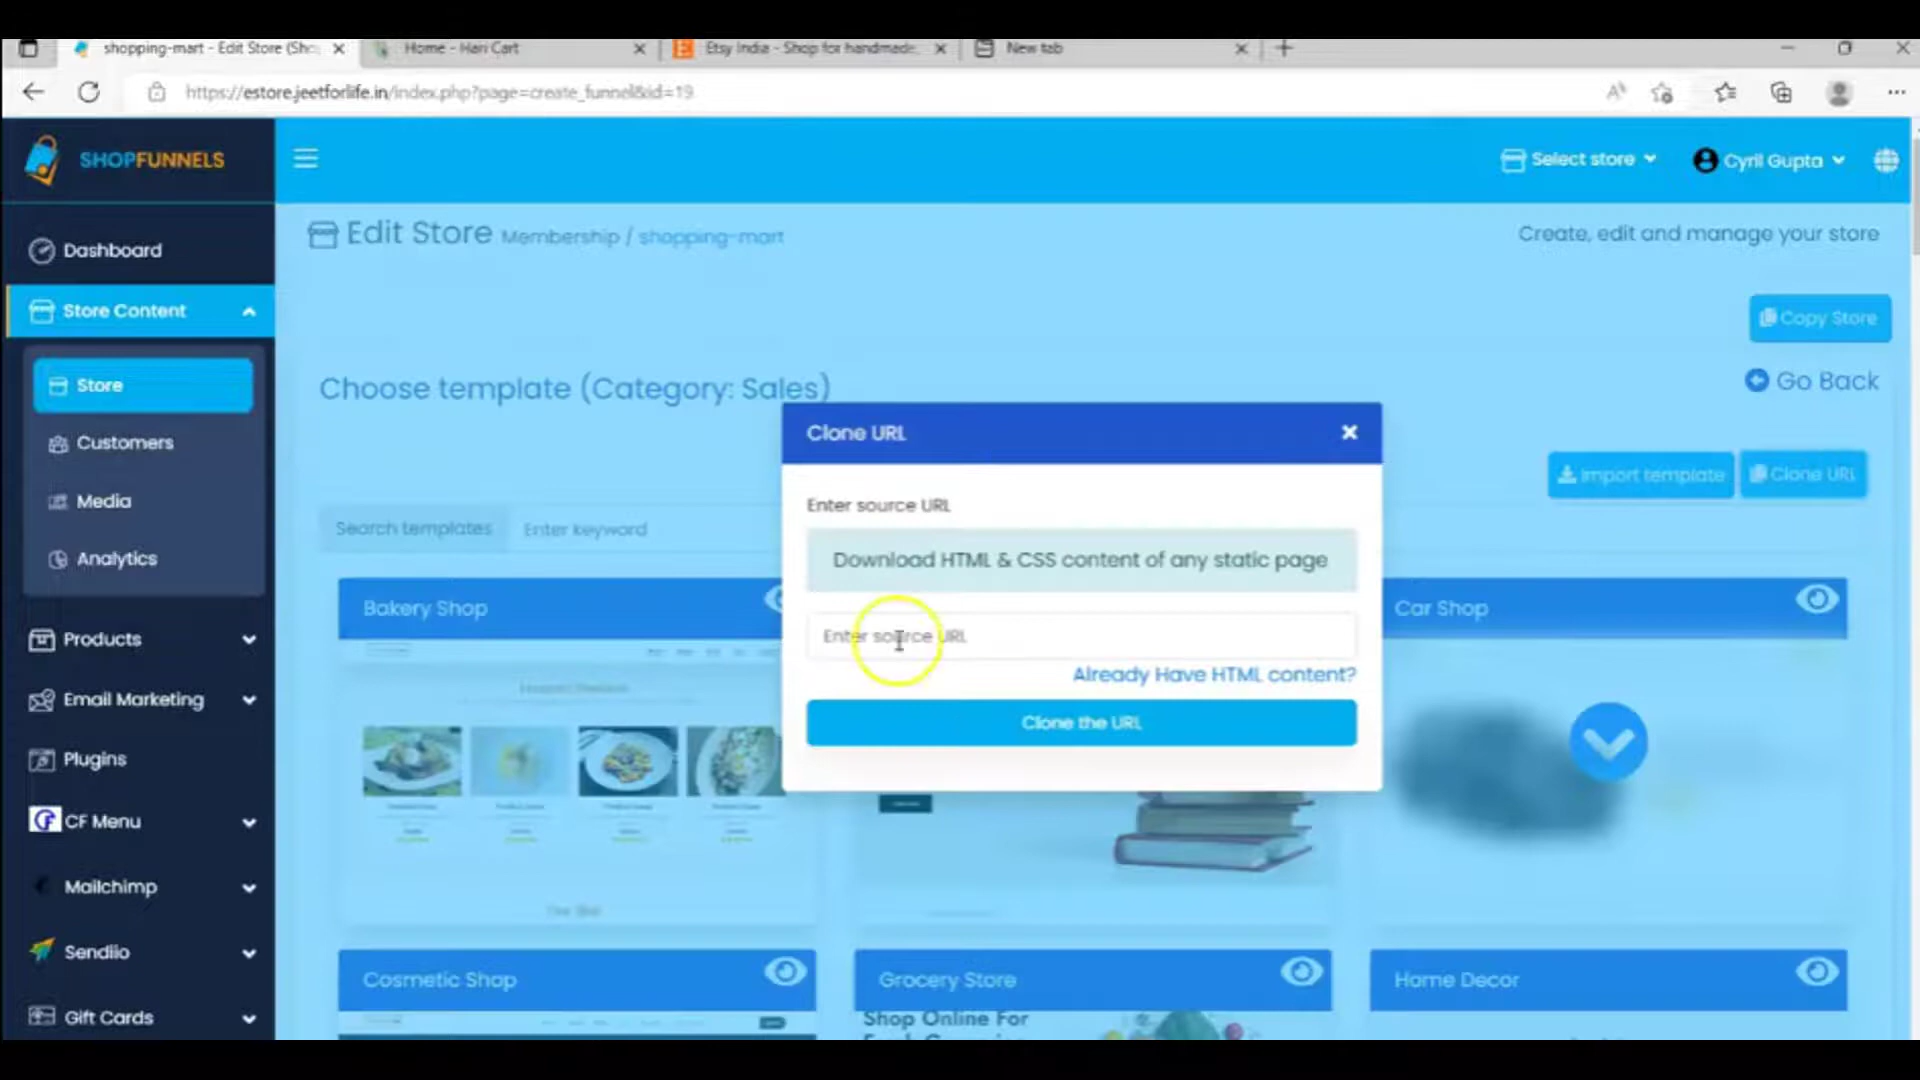 shopping-mart - Edit Store (Sho
Home - Hari Cart
Etsy India - Shop for handmade,
New tab
https://estore.jeetforlife.in/index.php?page=create_funnel&id=19
SHOPFUNNELS
Select store
Cyril Gupta
Edit Store Membership / shopping-mart
Create, edit and manage your store
Dashboard
Store Content
Store
Customers
Media
Analytics
Products
Email Marketing
Plugins
CF Menu
Mailchimp
Sendiio
Gift Cards
Copy Store
Choose template (Category: Sales)
Go Back
Import template
Clone URL
Search templates
Enter keyword
Clone URL
Enter source URL
Download HTML & CSS content of any static page
Enter source URL
Already Have HTML content?
Clone the URL
Bakery Shop
Car Shop
Cosmetic Shop
Grocery Store
Home Decor
Shop Online For